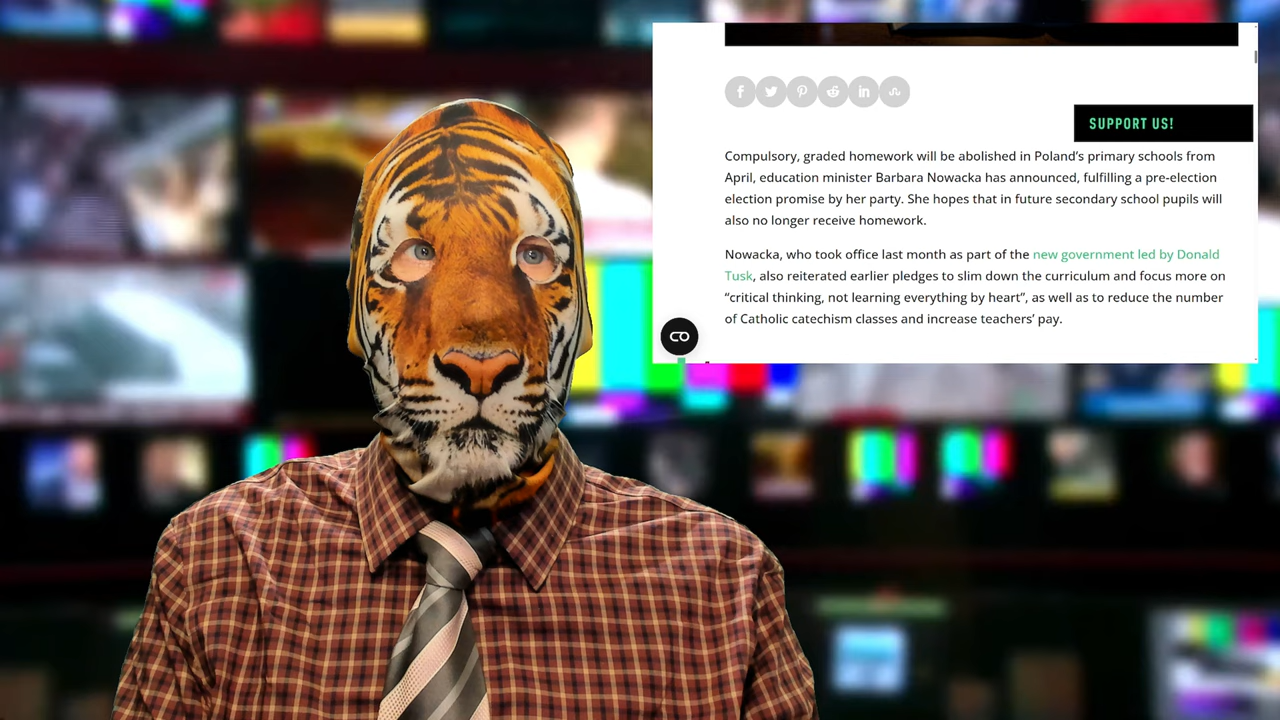 SUPPORT US!
Compulsory, graded homework will be abolished in Poland's primary schools from
April, education minister Barbara Nowacka has announced, fulfilling a pre-election
election promise by her party. She hopes that in future secondary school pupils will
also no longer receive homework.
Nowacka, who took office last month as part of the new government led by Donald
Tusk, also reiterated earlier pledges to slim down the curriculum and focus more on
“critical thinking, not learning everything by heart”, as well as to reduce the number
of Catholic catechism classes and increase teachers’ pay.